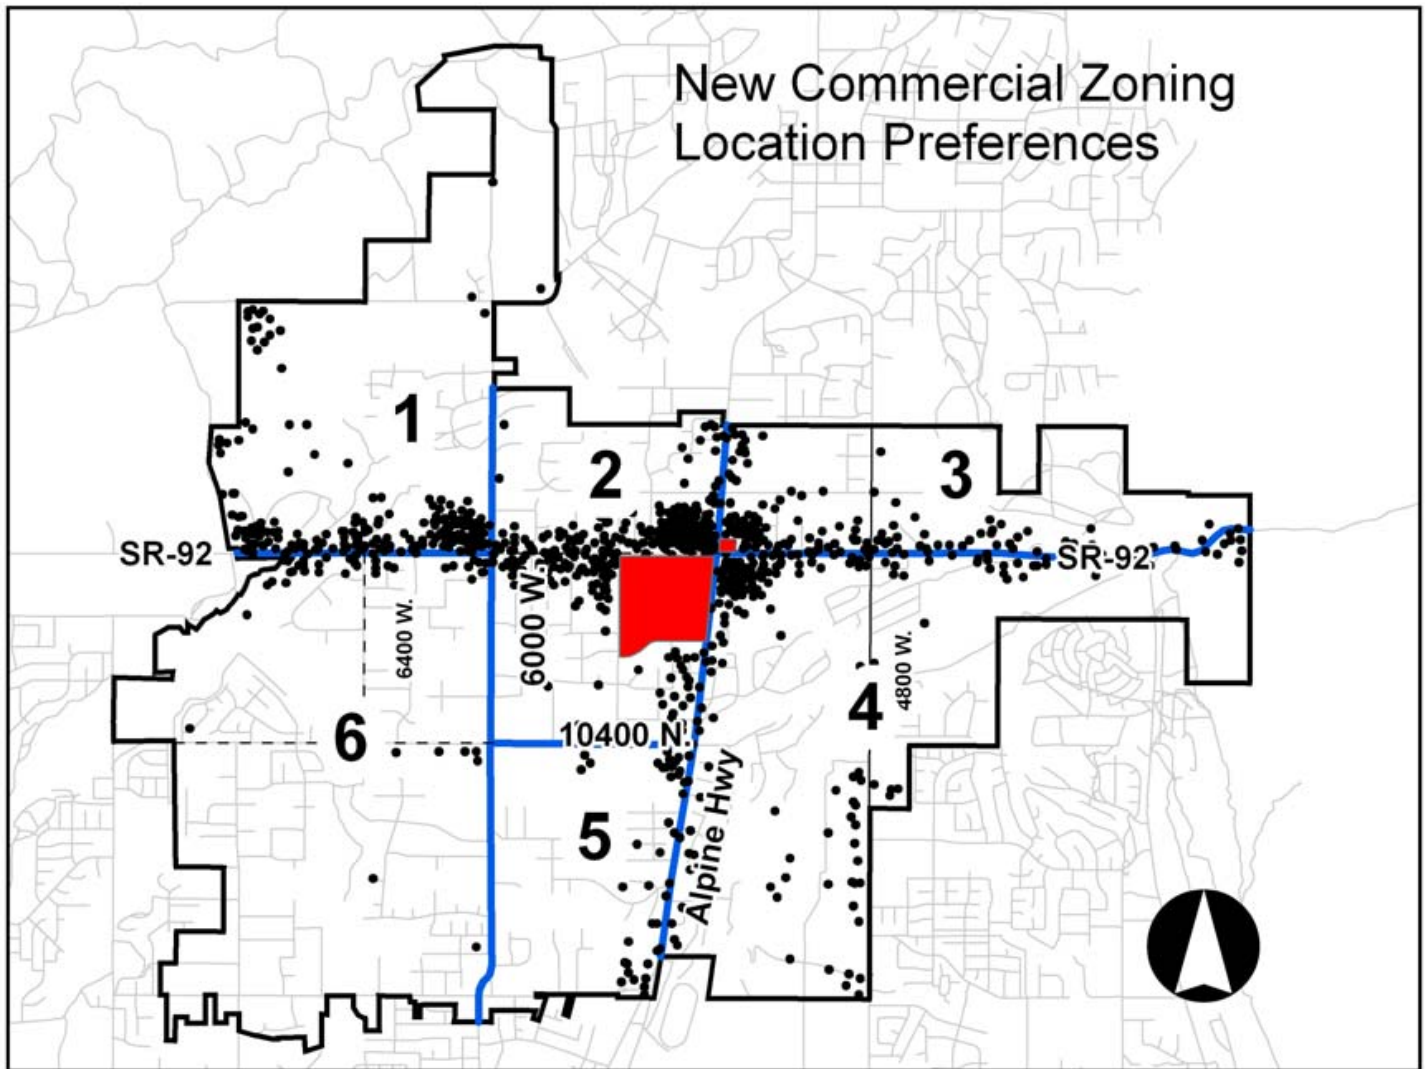 New Commercial Zoning
Location Preferences
1
2
3
SR-92
SR-92
6400 W.
6000 W.
4800 W.
4
6
10400 N.
5
Alpine Hwy